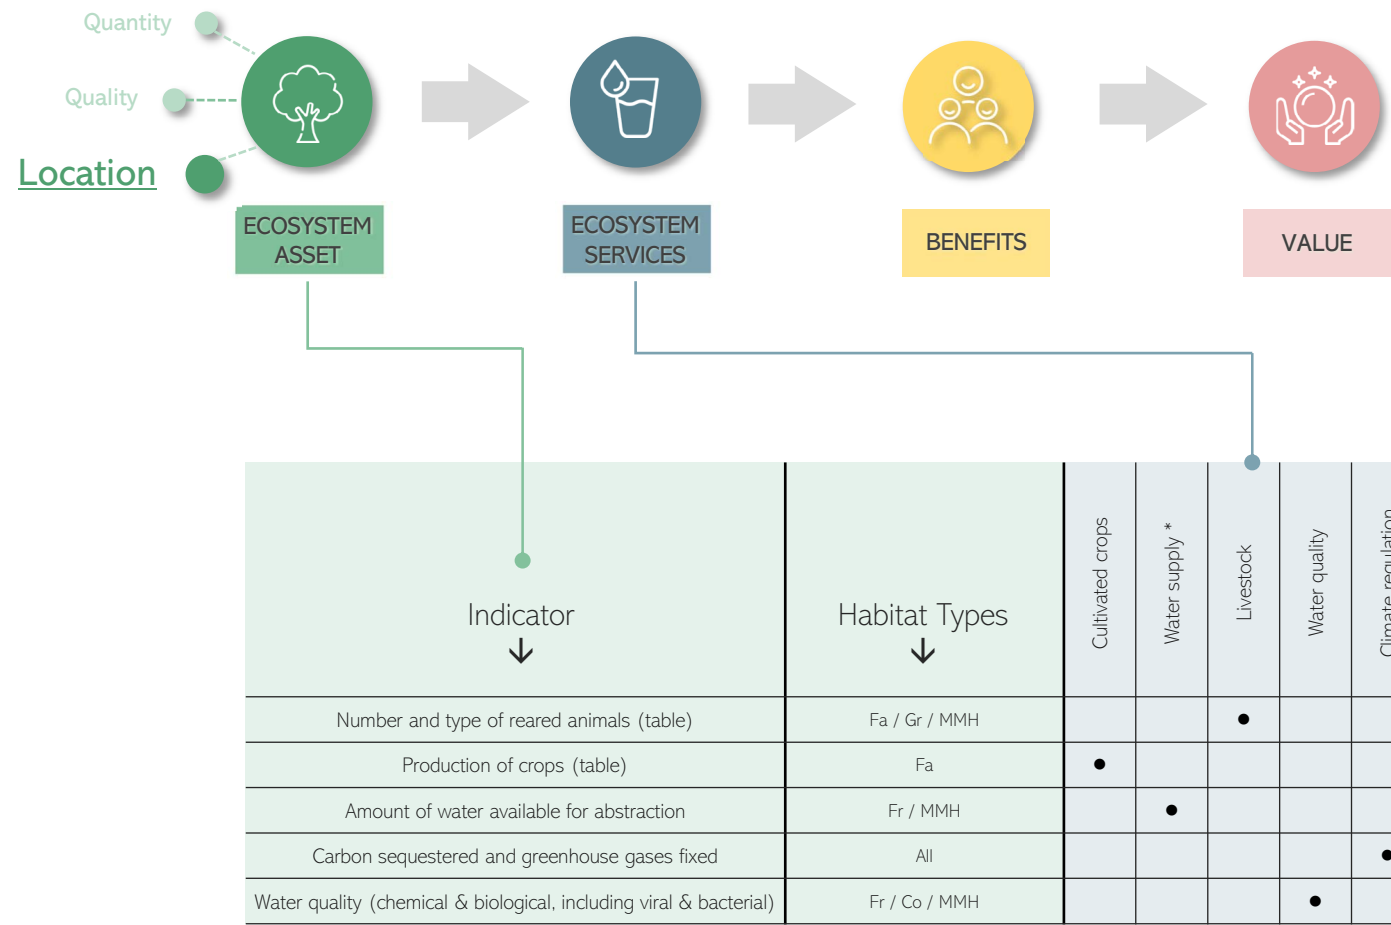 Quantity
Quality
Location
ECOSYSTEM
ASSET
ECOSYSTEM
SERVICES
BENEFITS
VALUE
Indicator
↓
Habitat Types
↓
Cultivated crops
Water supply *
Livestock
Water quality
Climate regulation
Number and type of reared animals (table)
Fa / Gr / MMH
●
Production of crops (table)
Fa
●
Amount of water available for abstraction
Fr / MMH
●
Carbon sequestered and greenhouse gases fixed
All
●
Water quality (chemical & biological, including viral & bacterial)
Fr / Co / MMH
●